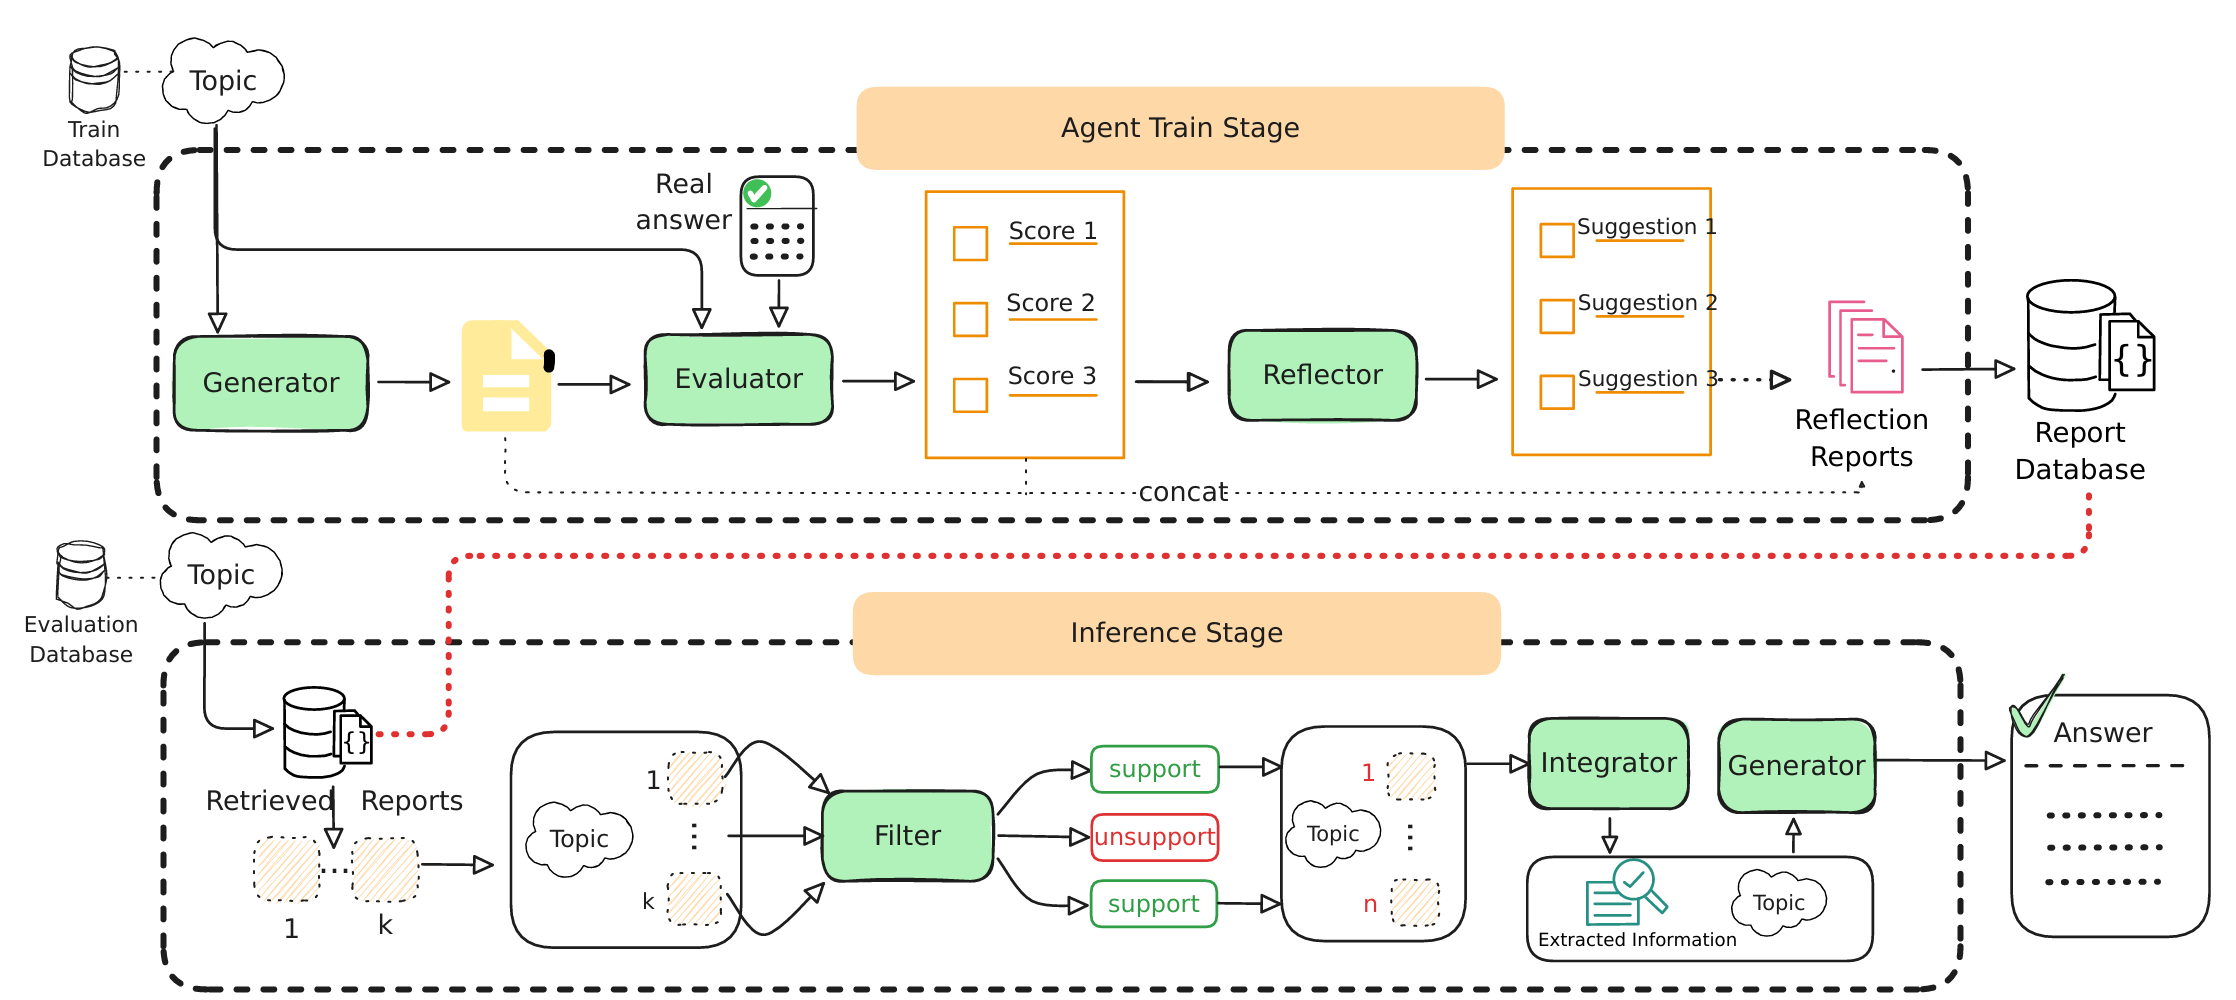 Topic
Train
Database
Agent Train Stage
Real
answer
Score 1
Score 2
Score 3
Suggestion 1
Suggestion 2
Suggestion 3
Generator
Evaluator
Reflector
Reflection
Reports
{}
Report
Database
concat
Topic
Evaluation
Database
Inference Stage
{}
Retrieved Reports
...
1
k
Topic
1
k
Filter
support
unsupport
support
Topic
1
n
Integrator
Generator
Extracted Information
Topic
Answer